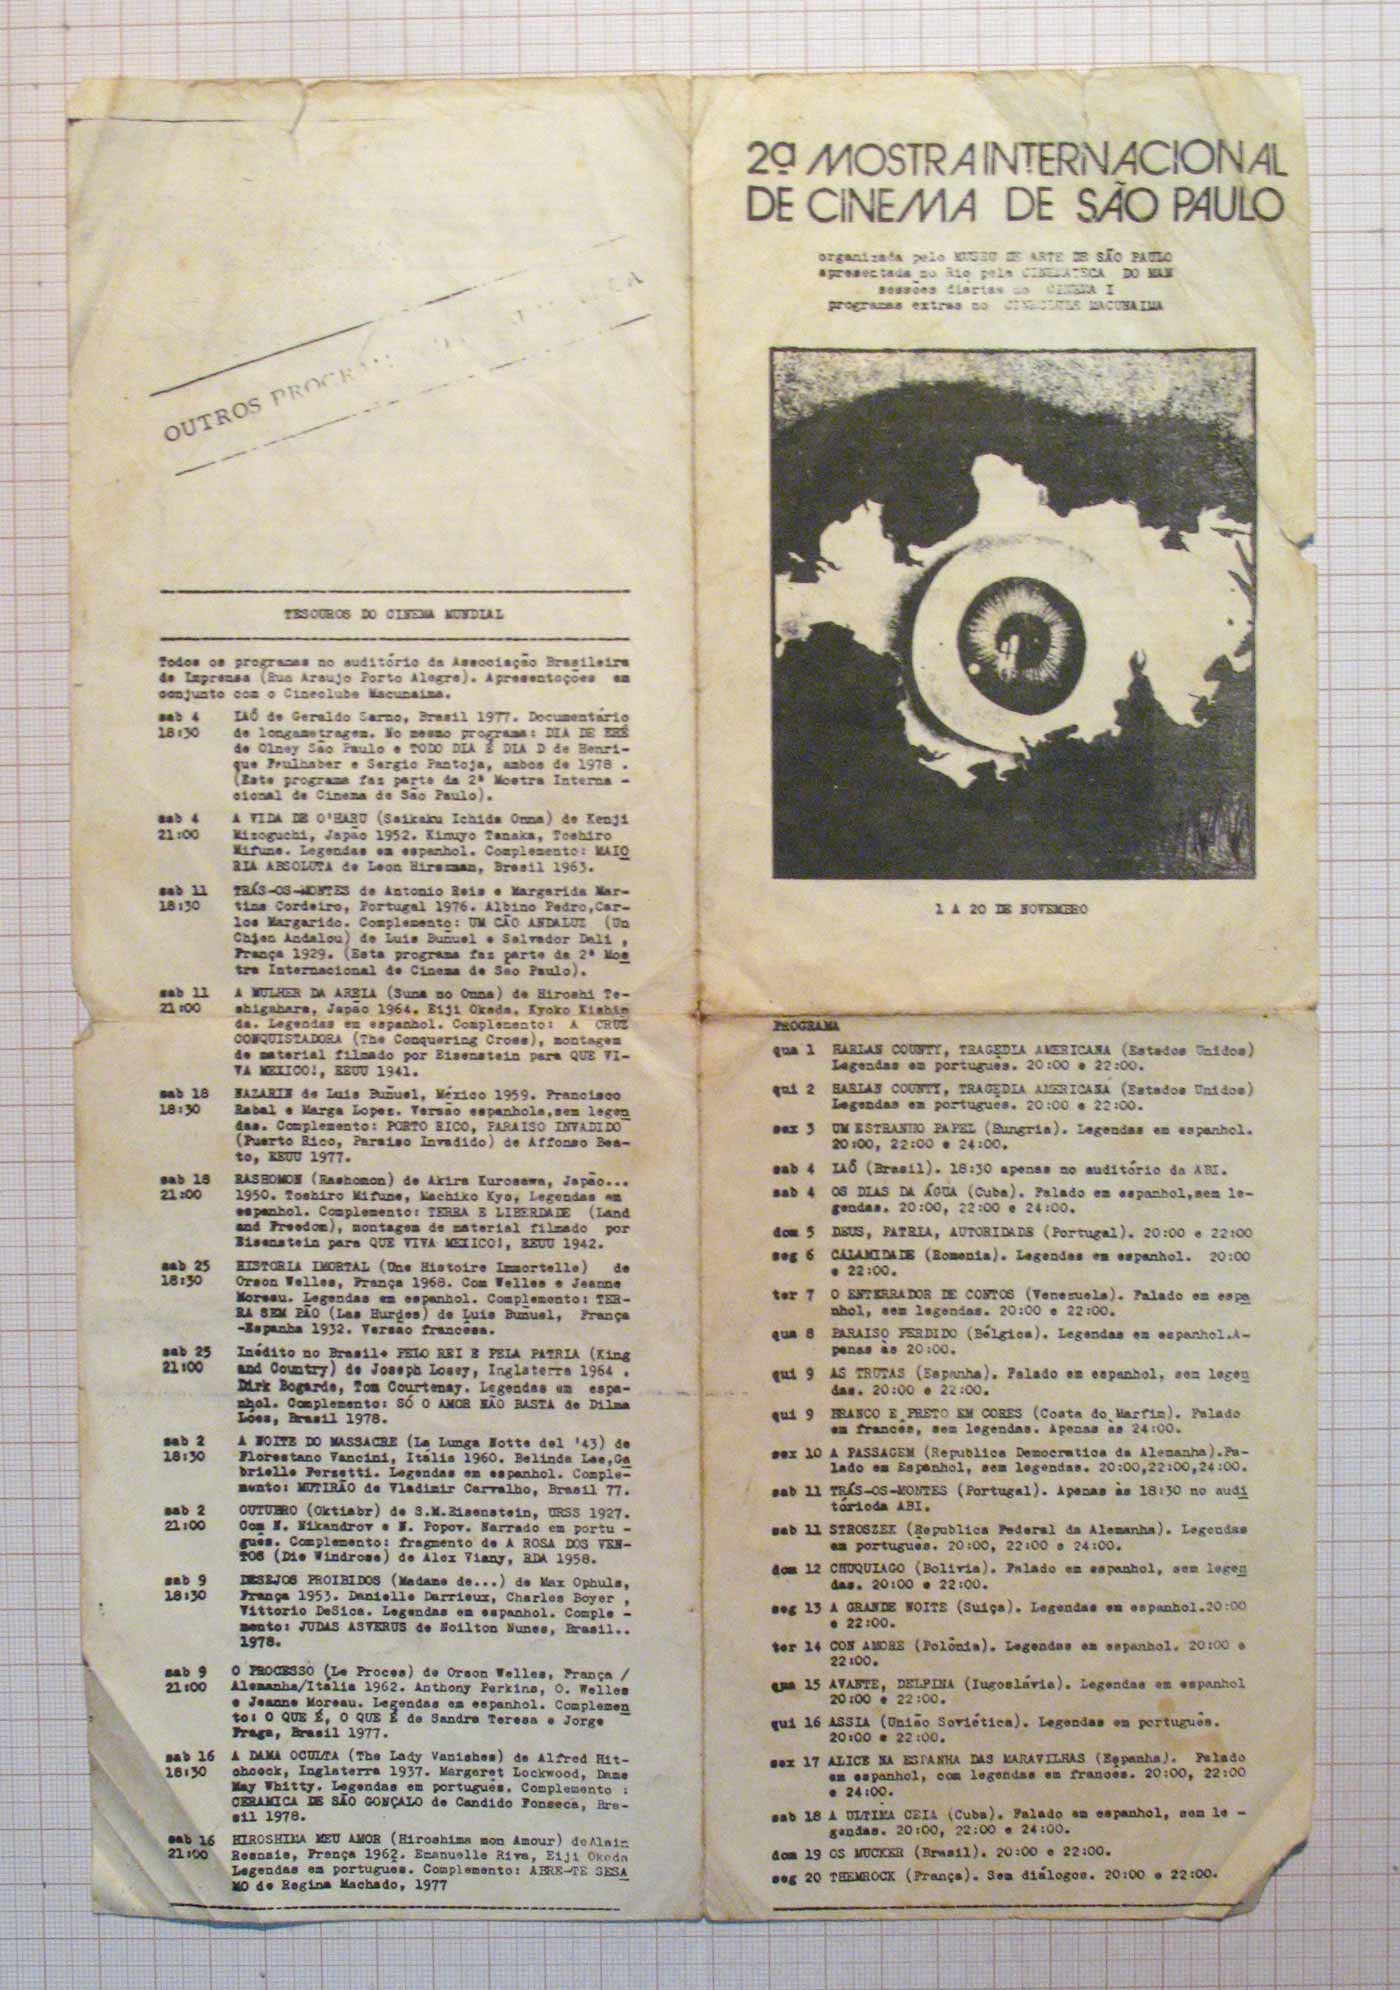 OUTROS
TESOUROS DO CINEMA MUNDIAL
Todos os programas no auditório da Associação Brasileira
de Imprensa (Rua Araujo Porto Alegre). Apresentações em
conjunto com o Cineclube Macunaima.
sab 4 IAÔ de Geraldo Sarno, Brasil 1977. Documentário
18:30 de longametragem. No mesmo programa: DIA DE ERÊ
de Olney São Paulo e TODO DIA É DIA D de Henri-
que Faulhaber e Sergio Pantoja, ambos de 1978 .
(Este programa faz parte da 2ª Mostra Interna -
cional de Cinema de São Paulo).
sab 4 A VIDA DE O'HARU (Saikaku Ichida Onna) de Kenji
21:00 Mizoguchi, Japão 1952. Kinuyo Tanaka, Toshiro
Mifune. Legendas em espanhol. Complemento: MAIO
RIA ABSOLUTA de Leon Hirszman, Brasil 1963.
sab 11 TRÁS-OS-MONTES de Antonio Reis e Margarida Mar-
18:30 tins Cordeiro, Portugal 1976. Albino Pedro,Car-
los Margarido. Complemento: UM CÃO ANDALUZ (Un
Chien Andalou) de Luis Buñuel e Salvador Dali ,
França 1929. (Esta programa faz parte da 2ª Mos
tra Internacional de Cinema de Sao Paulo).
sab 11 A MULHER DA AREIA (Suna no Onna) de Hiroshi Te-
21:00 shigahara, Japão 1964. Eiji Okada, Kyoko Kishin
da. Legendas em espanhol. Complemento: A CRUZ
CONQUISTADORA (The Conquering Cross), montagem
de material filmado por Eisenstein para QUE VI-
VA MEXICO!, EEUU 1941.
sab 18 NAZARIN de Luis Buñuel, México 1959. Francisco
18:30 Rabal e Marga Lopez. Versao espanhola,sem legen
das. Complemento: PORTO RICO, PARAISO INVADIDO
(Puerto Rico, Paraiso Invadido) de Affonso Bea-
to, EEUU 1977.
sab 18 RASHOMON (Rashomon) de Akira Kurosawa, Japão...
21:00 1950. Toshiro Mifune, Machiko Kyo, Legendas em
espanhol. Complemento: TERRA E LIBERDADE (Land
and Freedom), montagem de material filmado por
Eisenstein para QUE VIVA MEXICO!, EEUU 1942.
sab 25 HISTORIA IMORTAL (Une Histoire Immortelle) de
18:30 Orson Welles, França 1968. Com Welles e Jeanne
Moreau. Legendas em espanhol. Complemento: TER-
RA SEM PÃO (Las Hurdes) de Luis Buñuel, França
-Espanha 1932. Versão francesa.
sab 25 Inédito no Brasil• PELO REI E PELA PATRIA (King
21:00 and Country) de Joseph Losey, Inglaterra 1964 .
Dirk Bogarde, Tom Courtenay. Legendas em espa-
nhol. Complemento: SÓ O AMOR NÃO BASTA de Dilma
Lóes, Brasil 1978.
sab 2 A NOITE DO MASSACRE (La Lunga Notte del '43) de
18:30 Florestano Vancini, Italia 1960. Belinda Lee,Ga
brielle Ferzetti. Legendas em espanhol. Comple-
mento: MUTIRÃO de Vladimir Carvalho, Brasil 77.
sab 2 OUTUBRO (Oktiabr) de S.M.Eisenstein, URSS 1927.
21:00 Com N. Nikandrov e N. Popov. Narrado em portu -
guês. Complemento: fragmento de A ROSA DOS VEN-
TOS (Die Windrose) de Alex Viany, RDA 1958.
sab 9 DESEJOS PROIBIDOS (Madame de...) de Max Ophuls,
18:30 França 1953. Danielle Darrieux, Charles Boyer ,
Vittorio DeSica. Legendas em espanhol. Comple -
mento: JUDAS ASVERUS de Noilton Nunes, Brasil..
1978.
sab 9 O PROCESSO (Le Proces) de Orson Welles, França /
21:00 Alemanha/Italia 1962. Anthony Perkins, O. Welles
e Jeanne Moreau. Legendas em espanhol. Complemen
to: O QUE É, O QUE É de Sandra Teresa e Jorge
Fraga, Brasil 1977.
sab 16 A DAMA OCULTA (The Lady Vanishes) de Alfred Hit-
18:30 chcock, Inglaterra 1937. Margaret Lockwood, Dame
May Whitty. Legendas em português. Complemento :
CERAMICA DE SÃO GONÇALO de Candido Fonseca, Bra-
sil 1978.
sab 16 HIROSHIMA MEU AMOR (Hiroshima mon Amour) deAlain
21:00 Resnais, França 1962. Emanuelle Riva, Eiji Okada
Legendas em portugues. Complemento: ABRE-TE SESA
MO de Regina Machado, 1977
2ª MOSTRA INTERNACIONAL
DE CINEMA DE SÃO PAULO
organizada pelo MUSEU DE ARTE DE SÃO PAULO
apresentada no Rio pela CINEMATECA DO MAM
sessões diárias no CINEMA I
programas extras no CINECLUBE MACUNAIMA
1 A 20 DE NOVEMBRO
PROGRAMA
qua 1 HARLAN COUNTY, TRAGEDIA AMERICANA (Estados Unidos)
Legendas em português. 20:00 e 22:00.
qui 2 HARLAN COUNTY, TRAGEDIA AMERICANA (Estados Unidos)
Legendas em portugues. 20:00 e 22:00.
sex 3 UM ESTRANHO PAPEL (Hungria). Legendas em espanhol.
20:00, 22:00 e 24:00.
sab 4 IAÔ (Brasil). 18:30 apenas no auditório da ABI.
sab 4 OS DIAS DA ÁGUA (Cuba). Falado em espanhol,sem le-
gendas. 20:00, 22:00 e 24:00.
dom 5 DEUS, PATRIA, AUTORIDADE (Portugal). 20:00 e 22:00
seg 6 CALAMIDADE (Romenia). Legendas em espanhol. 20:00
e 22:00.
ter 7 O ENTERRADOR DE CONTOS (Venezuela). Falado em espa
nhol, sem legendas. 20:00 e 22:00.
qua 8 PARAISO PERDIDO (Bélgica). Legendas em espanhol.A-
penas às 20:00.
qui 9 AS TRUTAS (Espanha). Falado em espanhol, sem legen
das. 20:00 e 22:00.
qui 9 BRANCO E PRETO EM CORES (Costa do Marfim). Falado
em francês, sem legendas. Apenas às 24:00.
sex 10 A PASSAGEM (Republica Democratica da Alemanha).Fa-
lado em Espanhol, sem legendas. 20:00,22:00,24:00.
sab 11 TRÁS-OS-MONTES (Portugal). Apenas às 18:30 no audi
tórioda ABI.
sab 11 STROSZEK (Republica Federal da Alemanha). Legendas
em português. 20:00, 22:00 e 24:00.
dom 12 CHUQUIAGO (Bolivia). Falado em espanhol, sem legen
das. 20:00 e 22:00.
seg 13 A GRANDE NOITE (Suiça). Legendas em espanhol.20:00
e 22:00.
ter 14 CON AMORE (Polônia). Legendas em espanhol. 20:00 e
22:00.
qua 15 AVANTE, DELFINA (Iugoslávia). Legendas em espanhol
20:00 e 22:00.
qui 16 ASSIA (União Soviética). Legendas em português.
20:00 e 22:00.
sex 17 ALICE NA ESPANHA DAS MARAVILHAS (Espanha). Falado
em espanhol, com legendas em francês. 20:00, 22:00
e 24:00.
sab 18 A ULTIMA CEIA (Cuba). Falado em espanhol, sem le -
gendas. 20:00, 22:00 e 24:00.
dom 19 OS MUCKER (Brasil). 20:00 e 22:00.
seg 20 THEMROCK (França). Sem diálogos. 20:00 e 22:00.